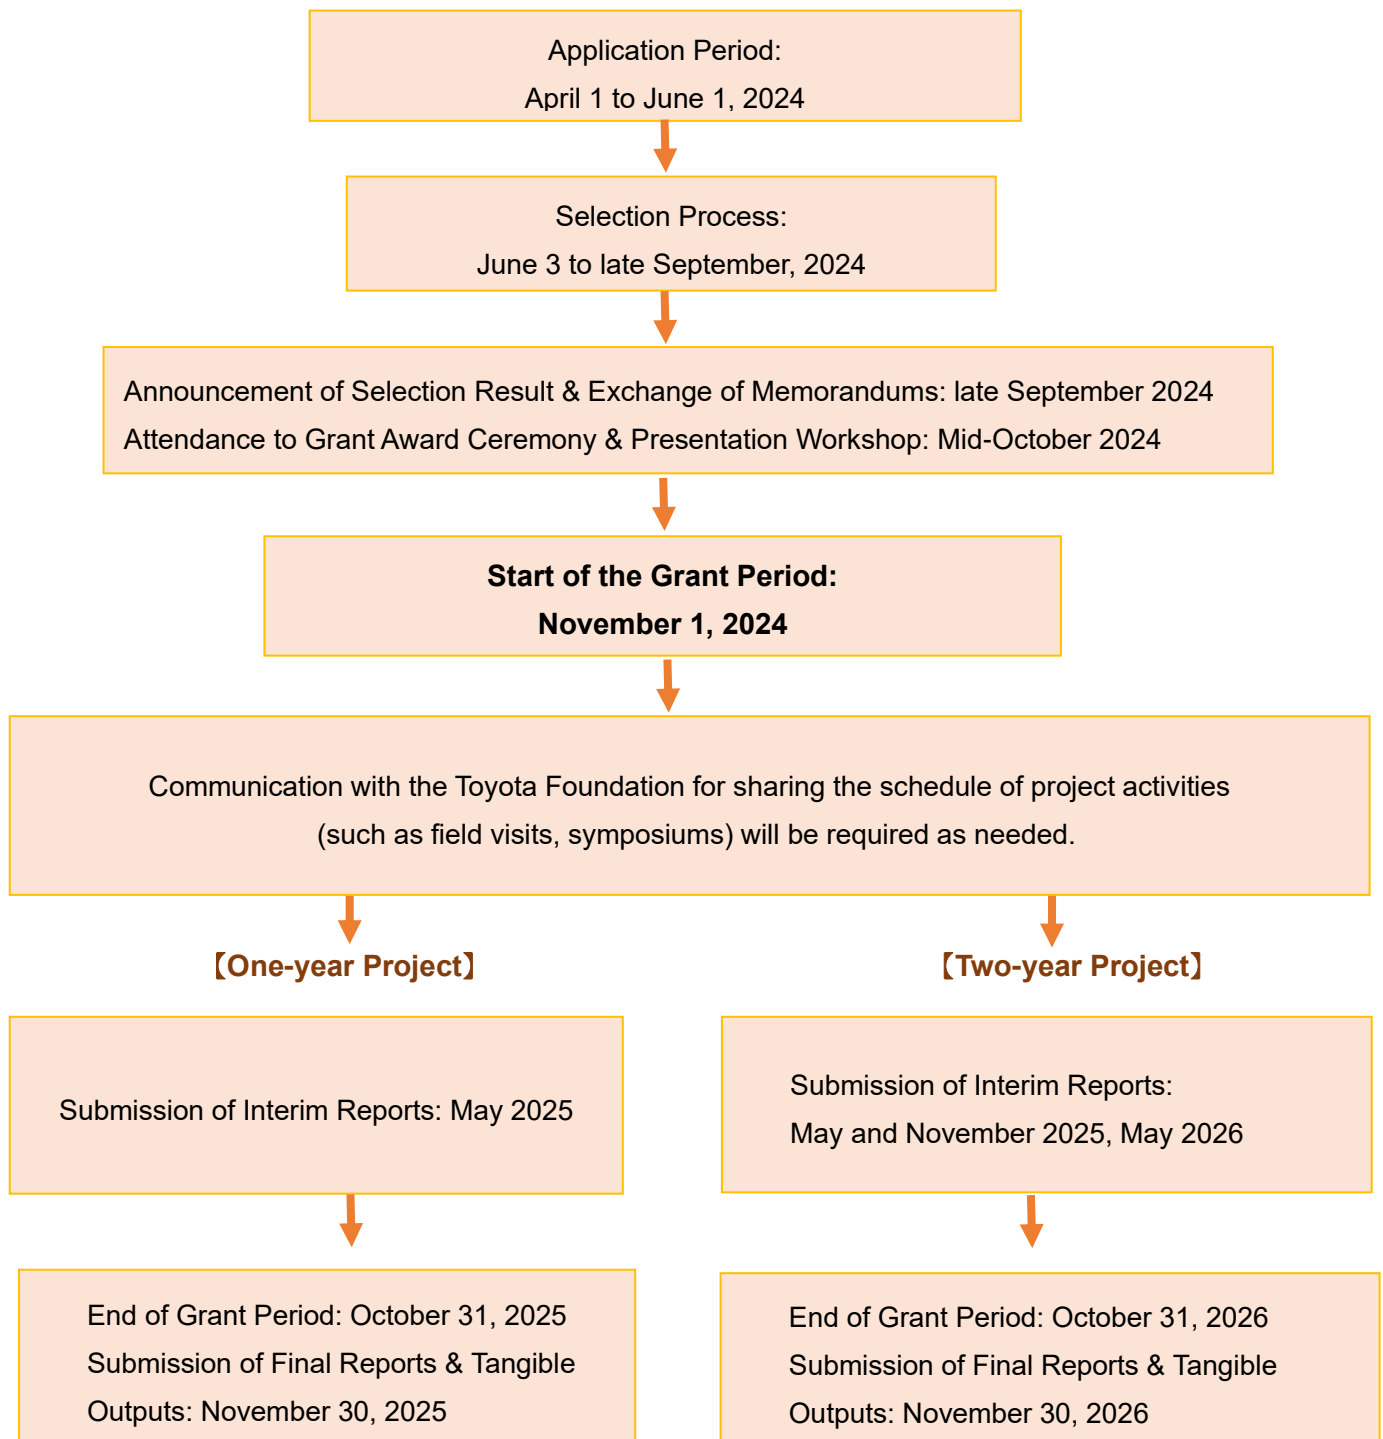 Application Period:
April 1 to June 1, 2024
Selection Process:
June 3 to late September, 2024
Announcement of Selection Result & Exchange of Memorandums: late September 2024
Attendance to Grant Award Ceremony & Presentation Workshop: Mid-October 2024
Start of the Grant Period:
November 1, 2024
Communication with the Toyota Foundation for sharing the schedule of project activities
(such as field visits, symposiums) will be required as needed.
【One-year Project】
Submission of Interim Reports: May 2025
End of Grant Period: October 31, 2025
Submission of Final Reports & Tangible
Outputs: November 30, 2025
【Two-year Project】
Submission of Interim Reports:
May and November 2025, May 2026
End of Grant Period: October 31, 2026
Submission of Final Reports & Tangible
Outputs: November 30, 2026